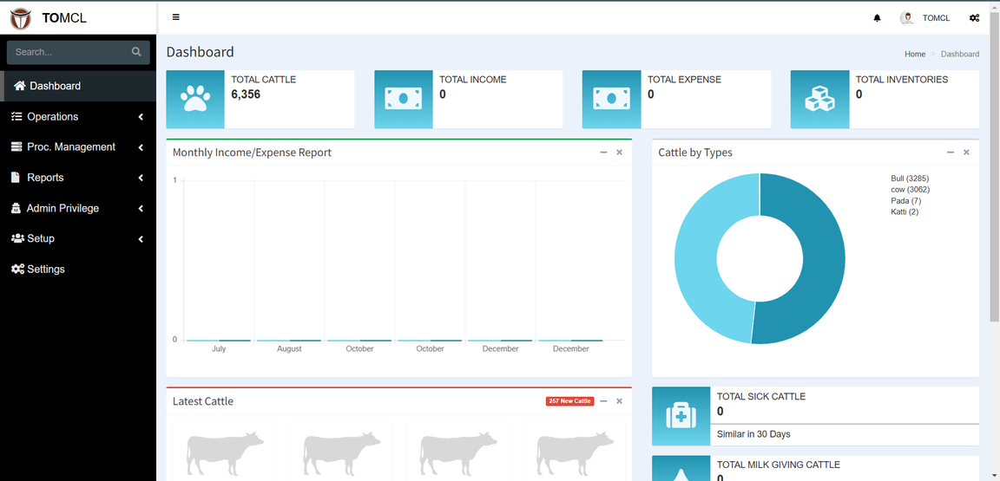 TOMCL
TOMCL
Search...
Dashboard
Operations
Proc. Management
Reports
Admin Privilege
Setup
Settings
Dashboard
Home > Dashboard
TOTAL CATTLE
6,356
TOTAL INCOME
0
TOTAL EXPENSE
0
TOTAL INVENTORIES
0
Monthly Income/Expense Report
1
0
July August October October December December
Cattle by Types
Bull (3285)
cow (3062)
Pada (7)
Katti (2)
Latest Cattle
257 New Cattle
TOTAL SICK CATTLE
0
Similar in 30 Days
TOTAL MILK GIVING CATTLE
0